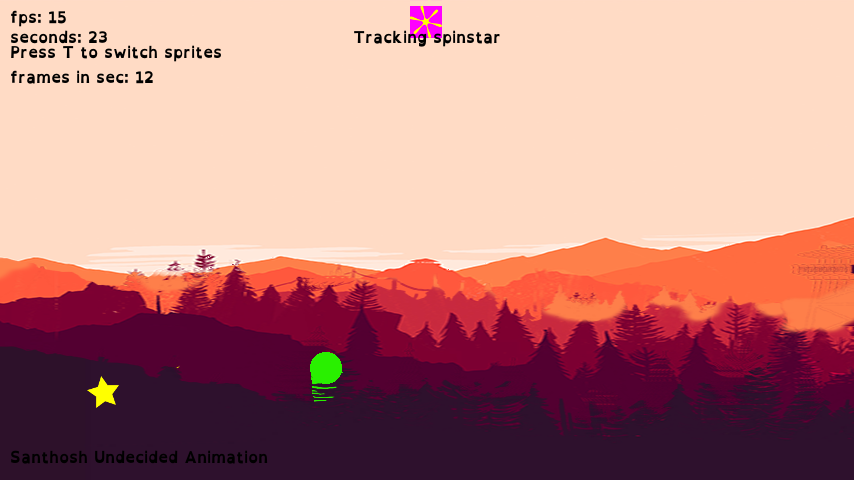 fps: 15
seconds: 23
Press T to switch sprites
frames in sec: 12
Tracking spinstar
Santhosh Undecided Animation